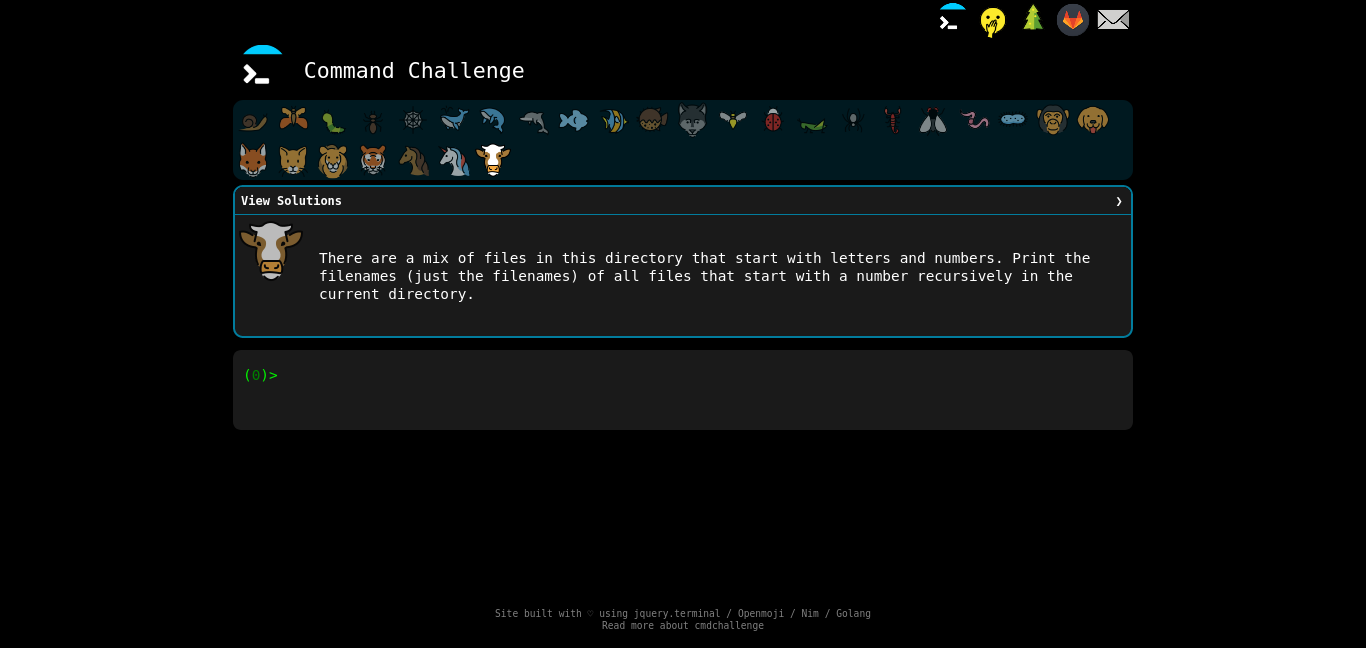 Command Challenge
View Solutions ❯
There are a mix of files in this directory that start with letters and numbers. Print the
filenames (just the filenames) of all files that start with a number recursively in the
current directory.
(0)>
Site built with ♡ using jquery.terminal / Openmoji / Nim / Golang
Read more about cmdchallenge